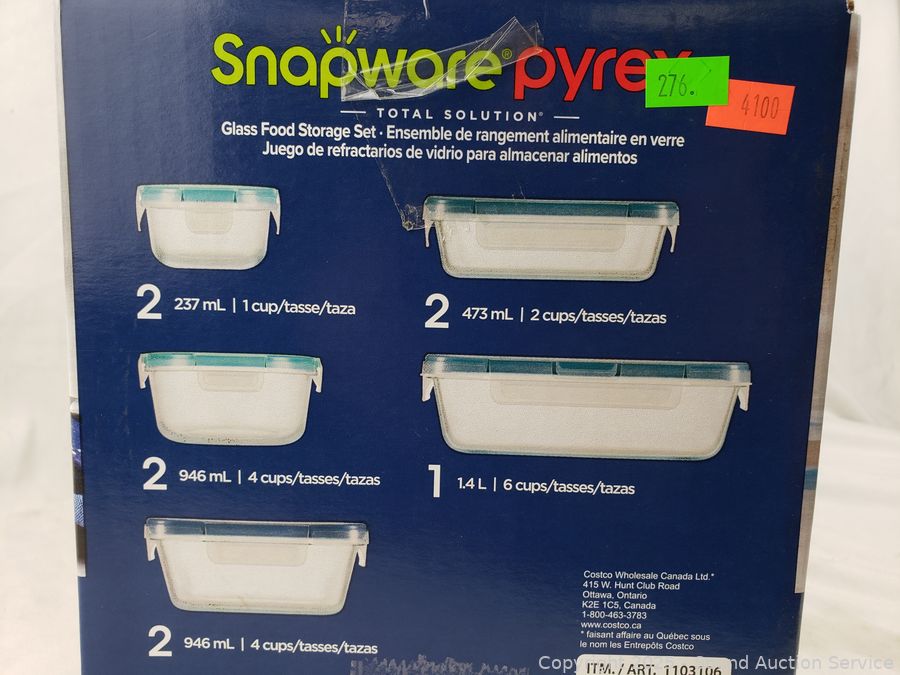 Snapware® pyrex
276.
4100
TOTAL SOLUTION®
Glass Food Storage Set · Ensemble de rangement alimentaire en verre
Juego de refractarios de vidrio para almacenar alimentos
2 237 mL | 1 cup/tasse/taza
2 473 mL | 2 cups/tasses/tazas
2 946 mL | 4 cups/tasses/tazas
1 1.4 L | 6 cups/tasses/tazas
2 946 mL | 4 cups/tasses/tazas
Costco Wholesale Canada Ltd.*
415 W. Hunt Club Road
Ottawa, Ontario
K2E 1C5, Canada
1-800-463-3783
www.costco.ca
* faisant affaire au Québec sous
le nom les Entrepôts Costco
ITM. / ART. 1103106
Auction Service